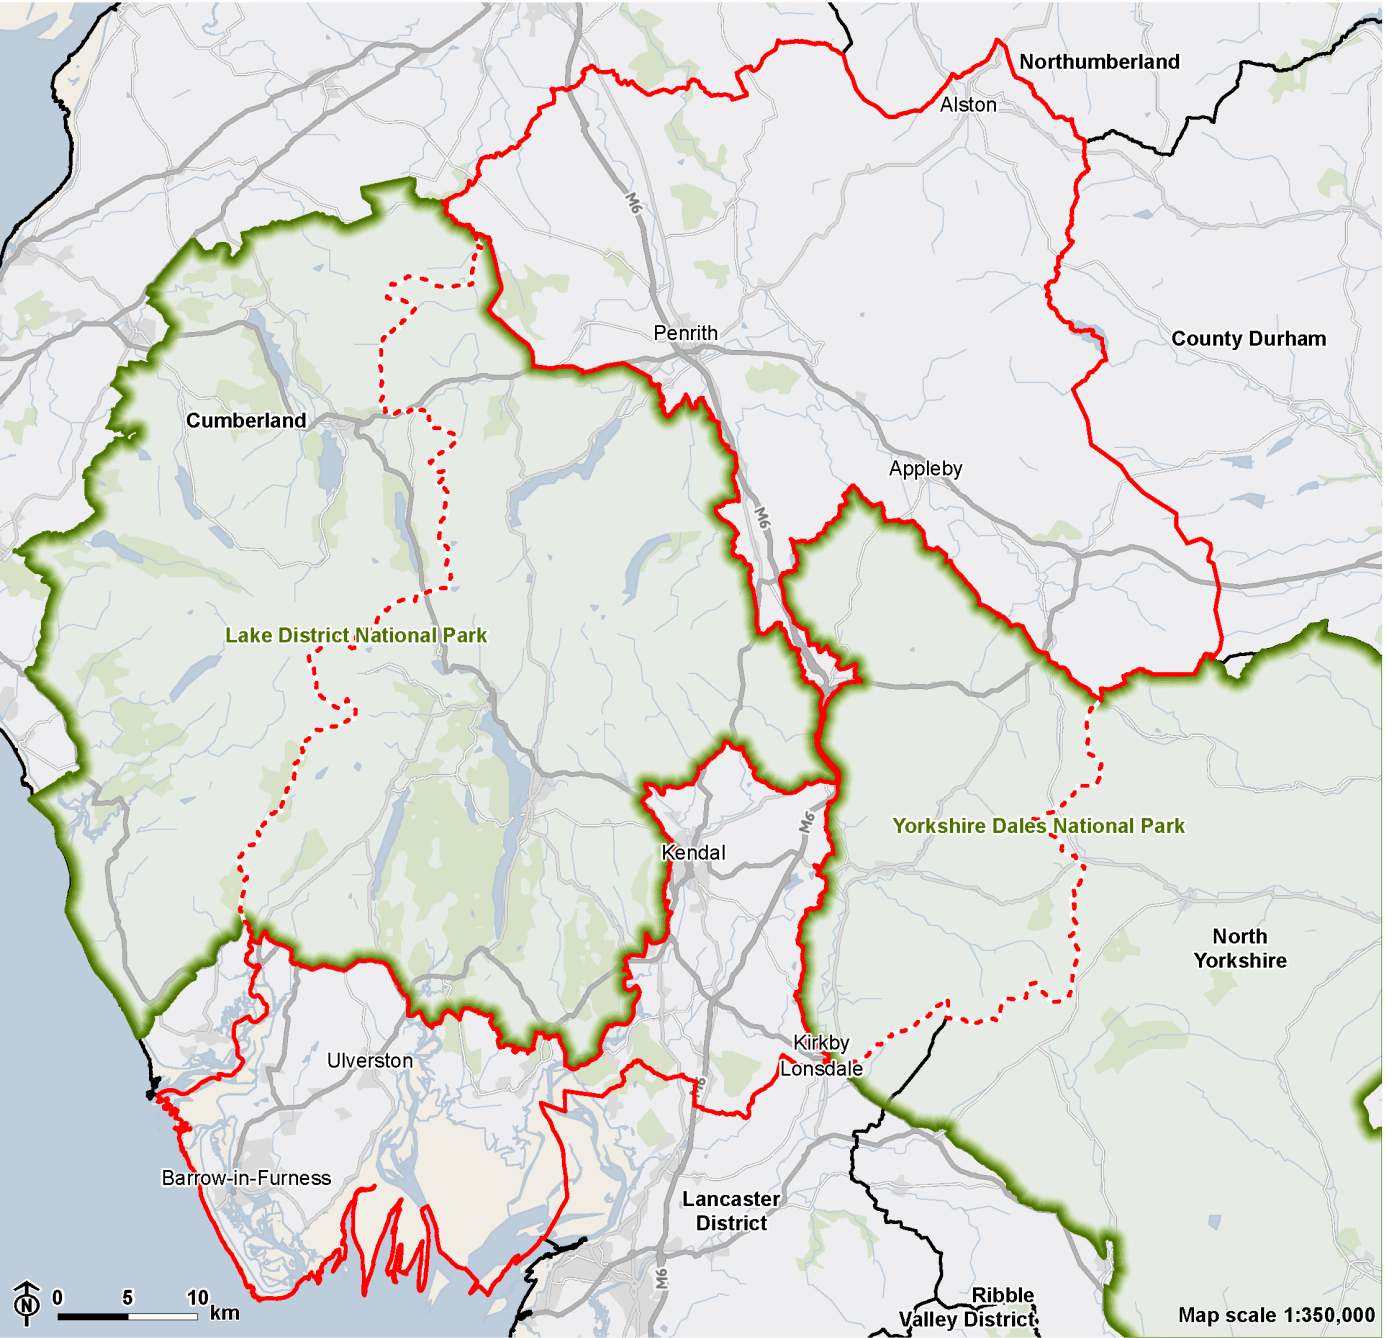 Northumberland
Alston
M6
County Durham
Penrith
Cumberland
Appleby
M6
Lake District National Park
Yorkshire Dales National Park
M6
Kendal
North
Yorkshire
Kirkby
Lonsdale
Ulverston
M6
Barrow-in-Furness
Lancaster
District
M6
N
0 5 10
km
Ribble
Valley District
Map scale 1:350,000